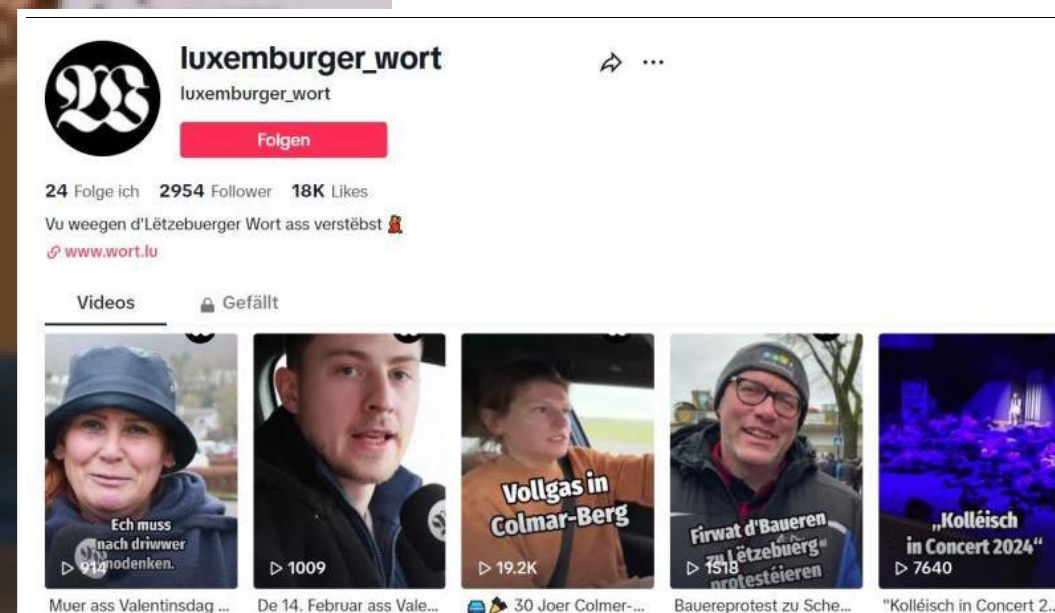 luxemburger_wort
luxemburger_wort
Folgen
24 Folge ich 2954 Follower 18K Likes
Vu weegen d'Lëtzebuerger Wort ass verstëbst 💃
www.wort.lu
Videos
Gefällt
Ech muss
nach driwwer
nodenken.
914
1009
Vollgas in
Colmar-Berg
19.2K
Firwat d'Baueren
zu Lëtzebuerg
protestéieren
1518
„Kolléisch
in Concert 2024“
7640
Muer ass Valentinsdag ...
De 14. Februar ass Vale...
🚘🎉 30 Joer Colmer-...
Bauereprotest zu Sche...
"Kolléisch in Concert 2...